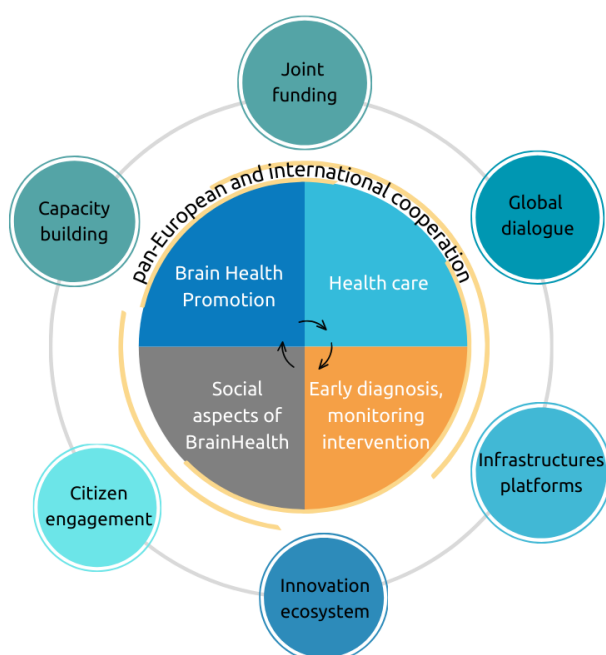 Joint
funding
Capacity
building
Global
dialogue
pan-European and international cooperation
Brain Health
Promotion
Health care
Social
aspects of
BrainHealth
Early diagnosis,
monitoring
intervention
Citizen
engagement
Infrastructures
platforms
Innovation
ecosystem